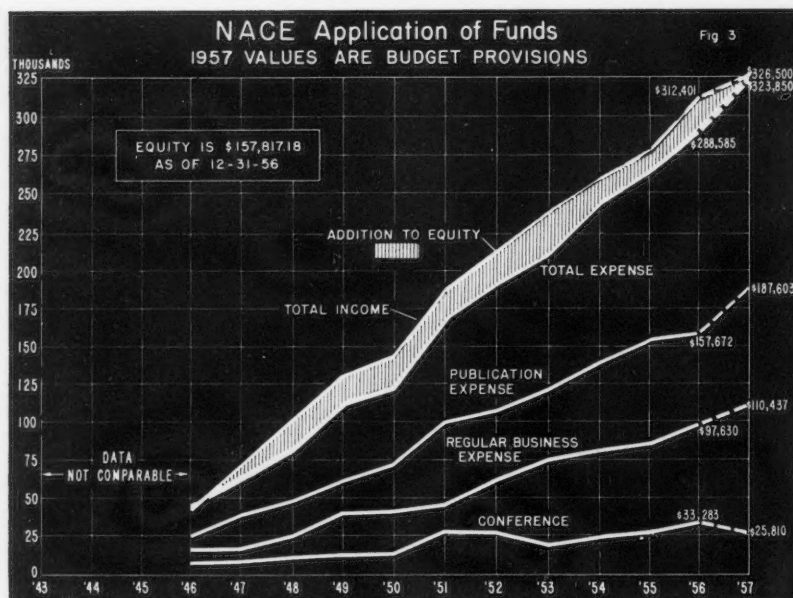 NACE Application of Funds
Fig 3
1957 VALUES ARE BUDGET PROVISIONS
THOUSANDS
325
300
275
250
225
200
175
150
125
100
75
50
25
0
$326,500
$323,850
$312,401
$288,585
EQUITY IS $157,817.18
AS OF 12-31-56
ADDITION TO EQUITY
TOTAL EXPENSE
TOTAL INCOME
$187,603
$157,672
PUBLICATION
EXPENSE
$110,437
$97,630
REGULAR BUSINESS
EXPENSE
DATA
NOT COMPARABLE
CONFERENCE
$33,283
$25,810
'43 '44 '45 '46 '47 '48 '49 '50 '51 '52 '53 '54 '55 '56 '57